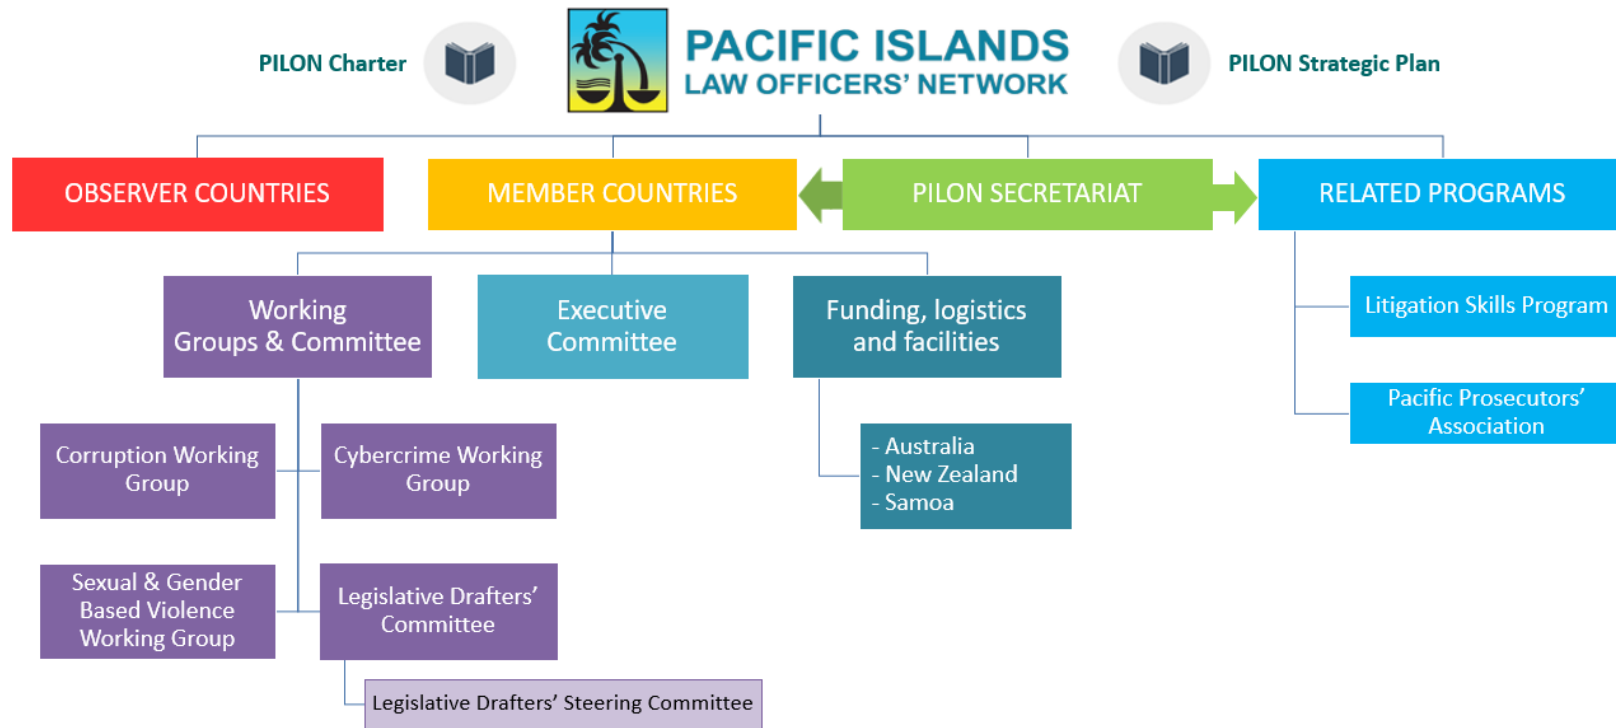 PILON Charter
PACIFIC ISLANDS
LAW OFFICERS’ NETWORK
PILON Strategic Plan
OBSERVER COUNTRIES
MEMBER COUNTRIES
PILON SECRETARIAT
RELATED PROGRAMS
Working
Groups & Committee
Executive
Committee
Funding, logistics
and facilities
Litigation Skills Program
Pacific Prosecutors’
Association
Corruption Working
Group
Cybercrime Working
Group
- Australia
- New Zealand
- Samoa
Sexual & Gender
Based Violence
Working Group
Legislative Drafters’
Committee
Legislative Drafters’ Steering Committee